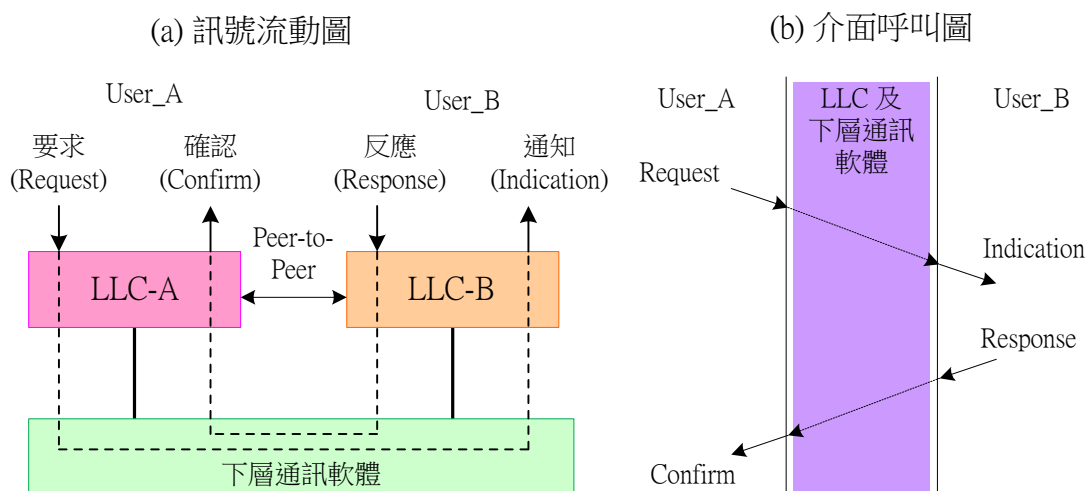 (a) 訊號流動圖
User_A
User_B
要求
(Request)
確認
(Confirm)
反應
(Response)
通知
(Indication)
Peer-to-
Peer
LLC-A
LLC-B
下層通訊軟體
(b) 介面呼叫圖
User_A
LLC 及
下層通訊
軟體
User_B
Request
Indication
Response
Confirm